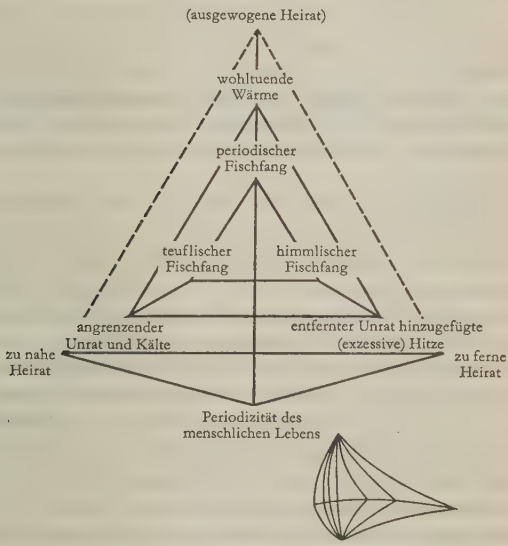 (ausgewogene Heirat)
wohltuende
Wärme
periodischer
Fischfang
teuflischer
Fischfang
himmlischer
Fischfang
angrenzender
Unrat und Kälte
entfernter Unrat hinzugefügte
(exzessive) Hitze
zu nahe
Heirat
zu ferne
Heirat
Periodizität des
menschlichen Lebens